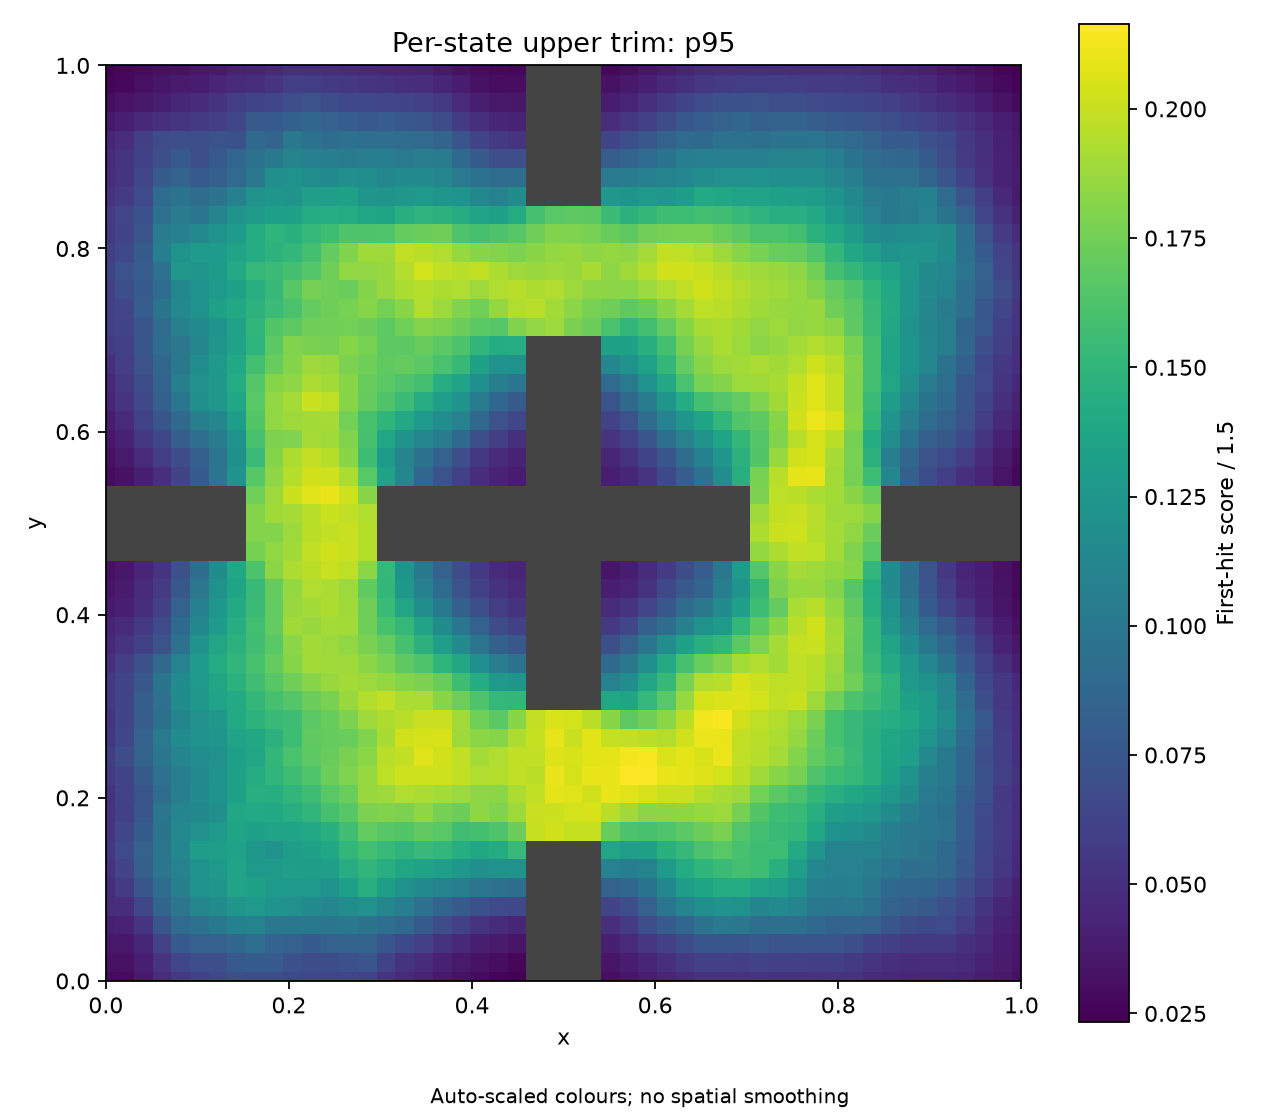 Per-state upper trim: p95
1.0
0.8
0.6
0.4
0.2
0.0
y
0.0 0.2 0.4 0.6 0.8 1.0
x
0.200
0.175
0.150
0.125
0.100
0.075
0.050
0.025
First-hit score / 1.5
Auto-scaled colours; no spatial smoothing